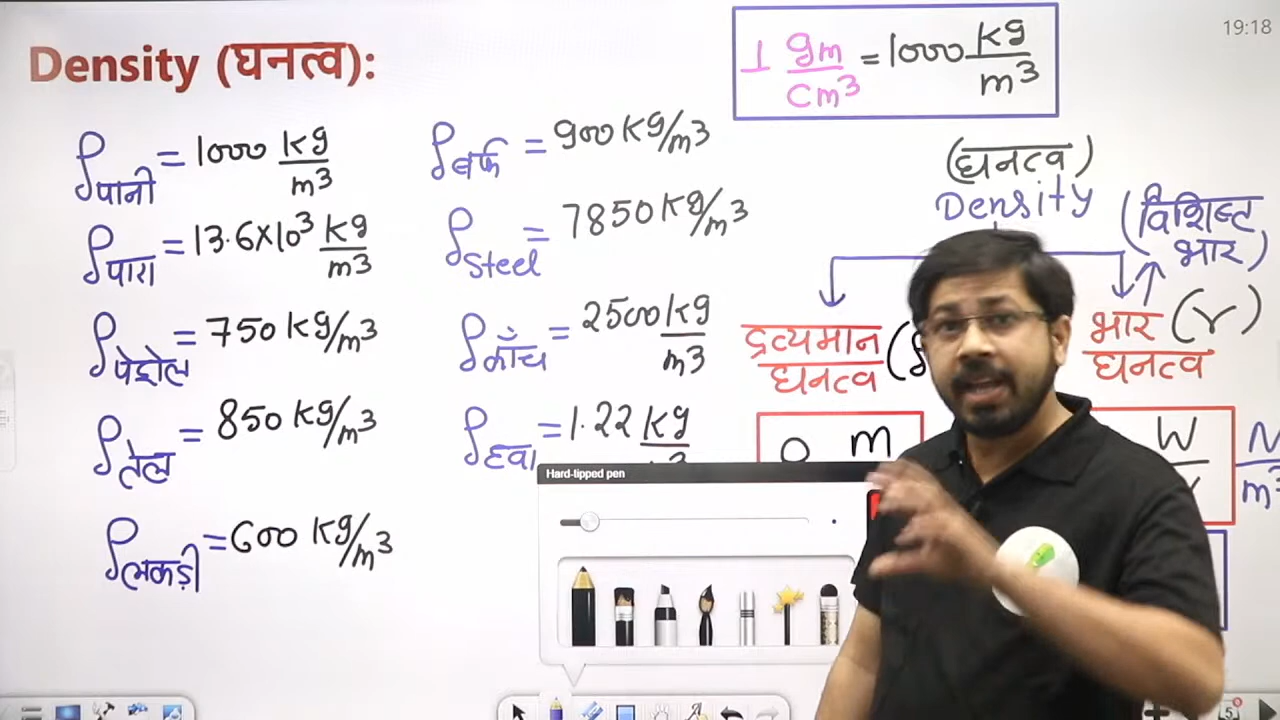 19:18
Density (घनत्व):
1 gm/cm³ = 1000 kg/m³
ρपानी = 1000 kg/m³
ρपारा = 13.6×10³ kg/m³
ρपेट्रोल = 750 kg/m³
ρतेल = 850 kg/m³
ρलकड़ी = 600 kg/m³
ρबर्फ = 900 kg/m³
ρSteel = 7850 kg/m³
ρकाँच = 2500 kg/m³
ρहवा = 1.22 kg/m³
(घनत्व)
Density
(विशिष्ट
भार)
द्रव्यमान
घनत्व
भार (γ)
घनत्व
m
W
N
m³
Hard-tipped pen
5